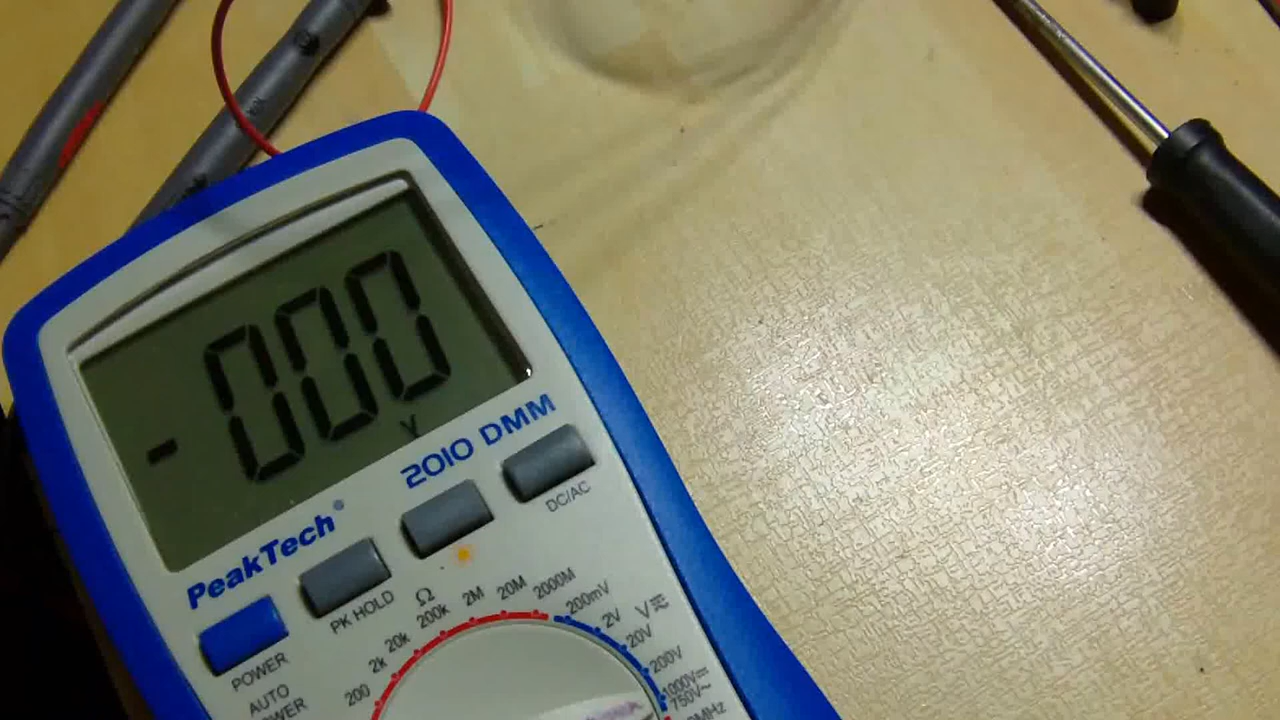 -000
V
2010 DMM
PeakTech®
DC/AC
PK HOLD
POWER
AUTO
Ω
200
2k
20k
200k
2M
20M
2000M
200mV
2V
20V
200V
1000V⎓
750V~
V